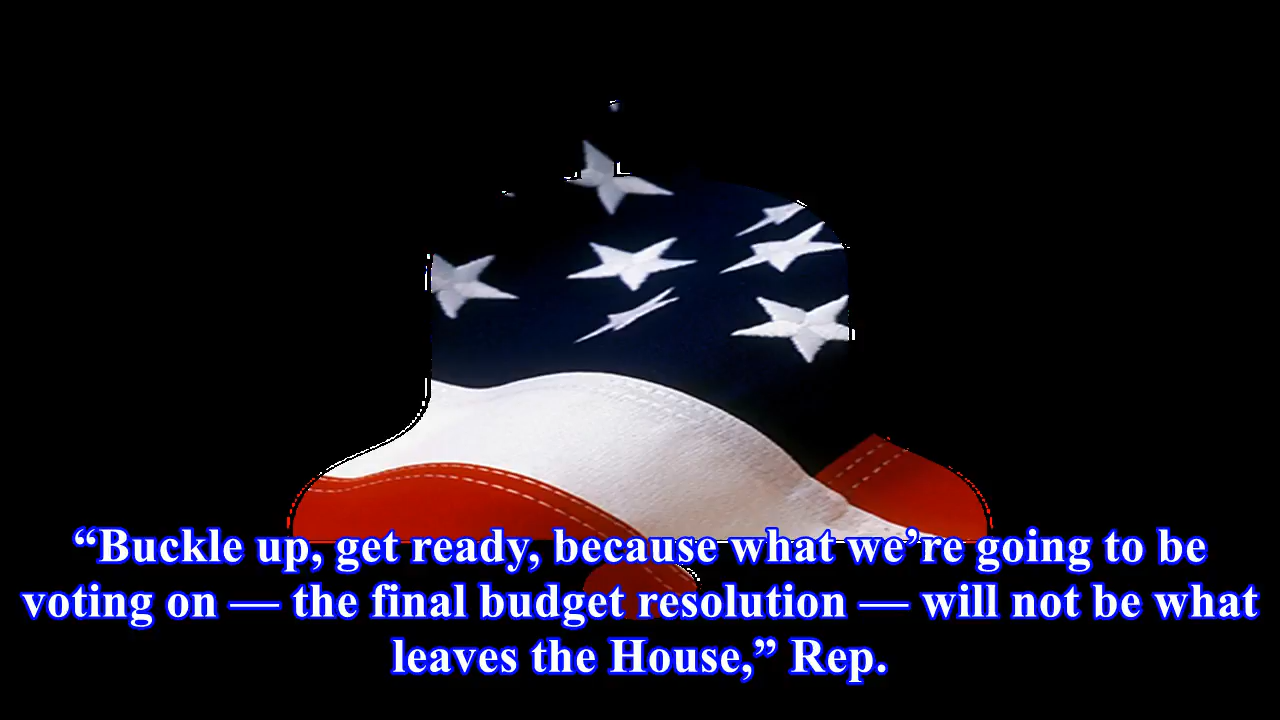 “Buckle up, get ready, because what we’re going to be
voting on — the final budget resolution — will not be what
leaves the House,” Rep.